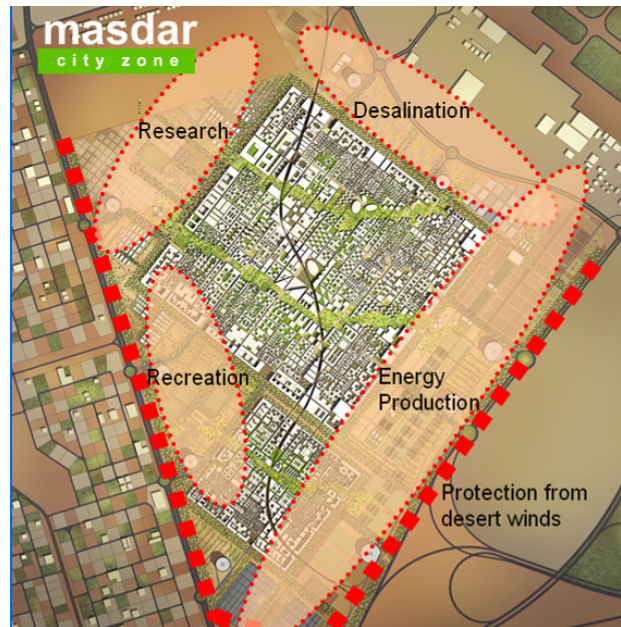 masdar
city zone
Desalination
Research
Recreation
Energy
Production
Protection from
desert winds